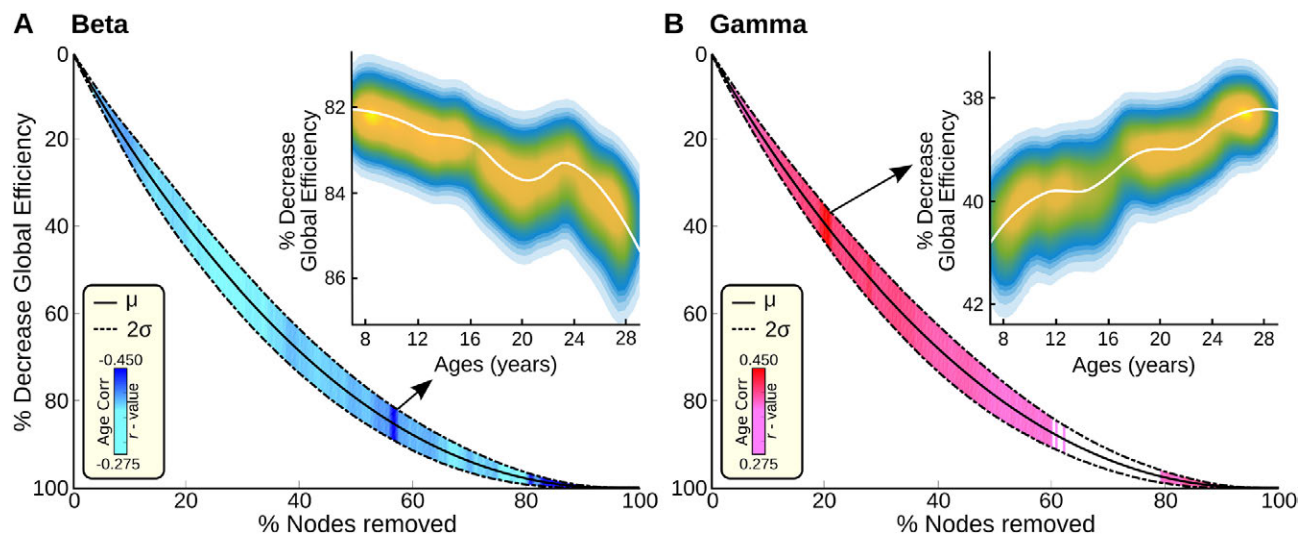 A Beta
0
20
40
60
80
100
% Decrease Global Efficiency
0 20 40 60 80 100
% Nodes removed
μ
2σ
-0.450
Age Corr
r - value
-0.275
% Decrease
Global Efficiency
82
84
86
8 12 16 20 24 28
Ages (years)
B Gamma
0
20
40
60
80
100
0 20 40 60 80 100
% Nodes removed
μ
2σ
0.450
Age Corr
r - value
0.275
% Decrease
Global Efficiency
38
40
42
8 12 16 20 24 28
Ages (years)